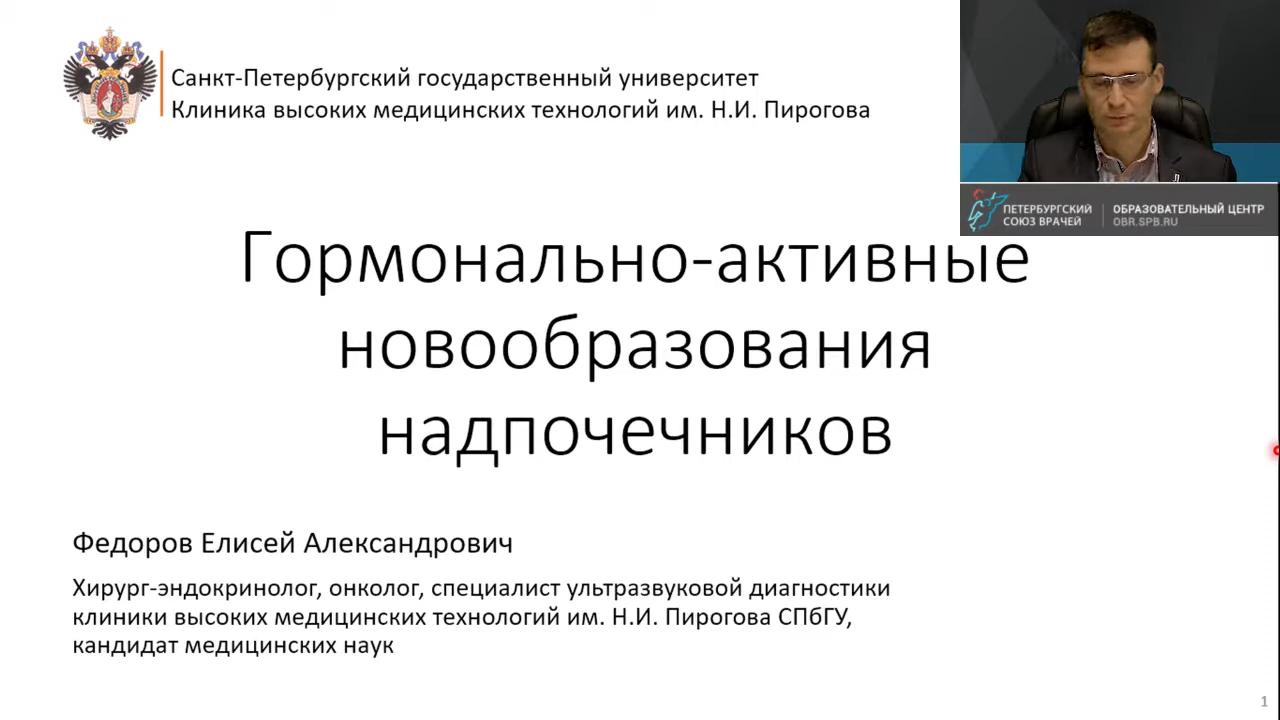 Санкт-Петербургский государственный университет
Клиника высоких медицинских технологий им. Н.И. Пирогова
ПЕТЕРБУРГСКИЙ
СОЮЗ ВРАЧЕЙ
ОБРАЗОВАТЕЛЬНЫЙ ЦЕНТР
OBR.SPB.RU
Гормонально-активные
новообразования
надпочечников
Федоров Елисей Александрович
Хирург-эндокринолог, онколог, специалист ультразвуковой диагностики
клиники высоких медицинских технологий им. Н.И. Пирогова СПбГУ,
кандидат медицинских наук
1